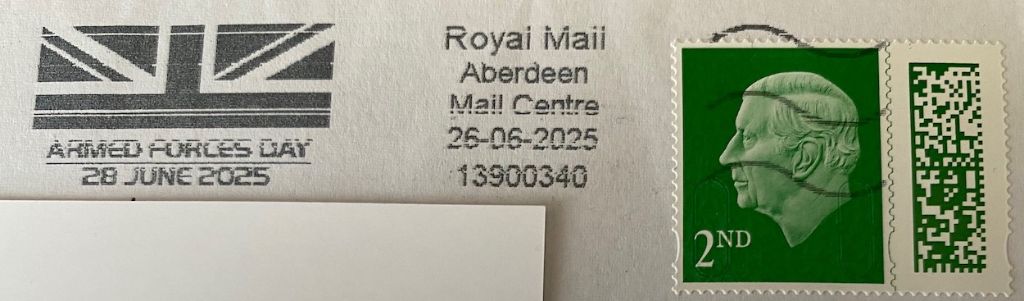 ARMED FORCES DAY
28 JUNE 2025
Royal Mail
Aberdeen
Mail Centre
26-06-2025
13900340
2ND